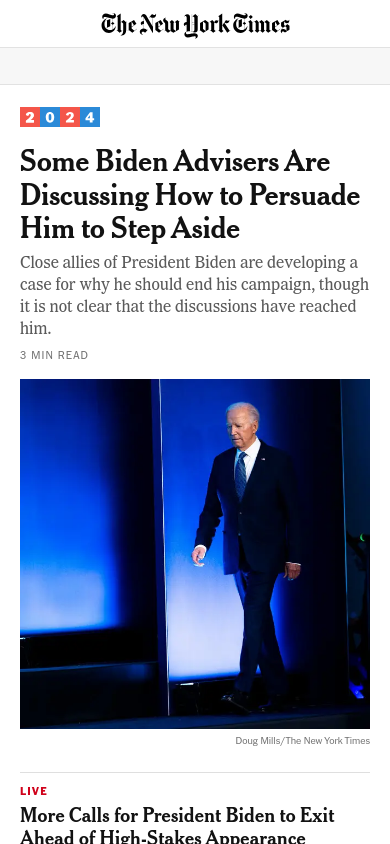 The New York Times
2024
Some Biden Advisers Are
Discussing How to Persuade
Him to Step Aside
Close allies of President Biden are developing a
case for why he should end his campaign, though
it is not clear that the discussions have reached
him.
3 MIN READ
Doug Mills/The New York Times
LIVE
More Calls for President Biden to Exit
Ahead of High-Stakes Appearance